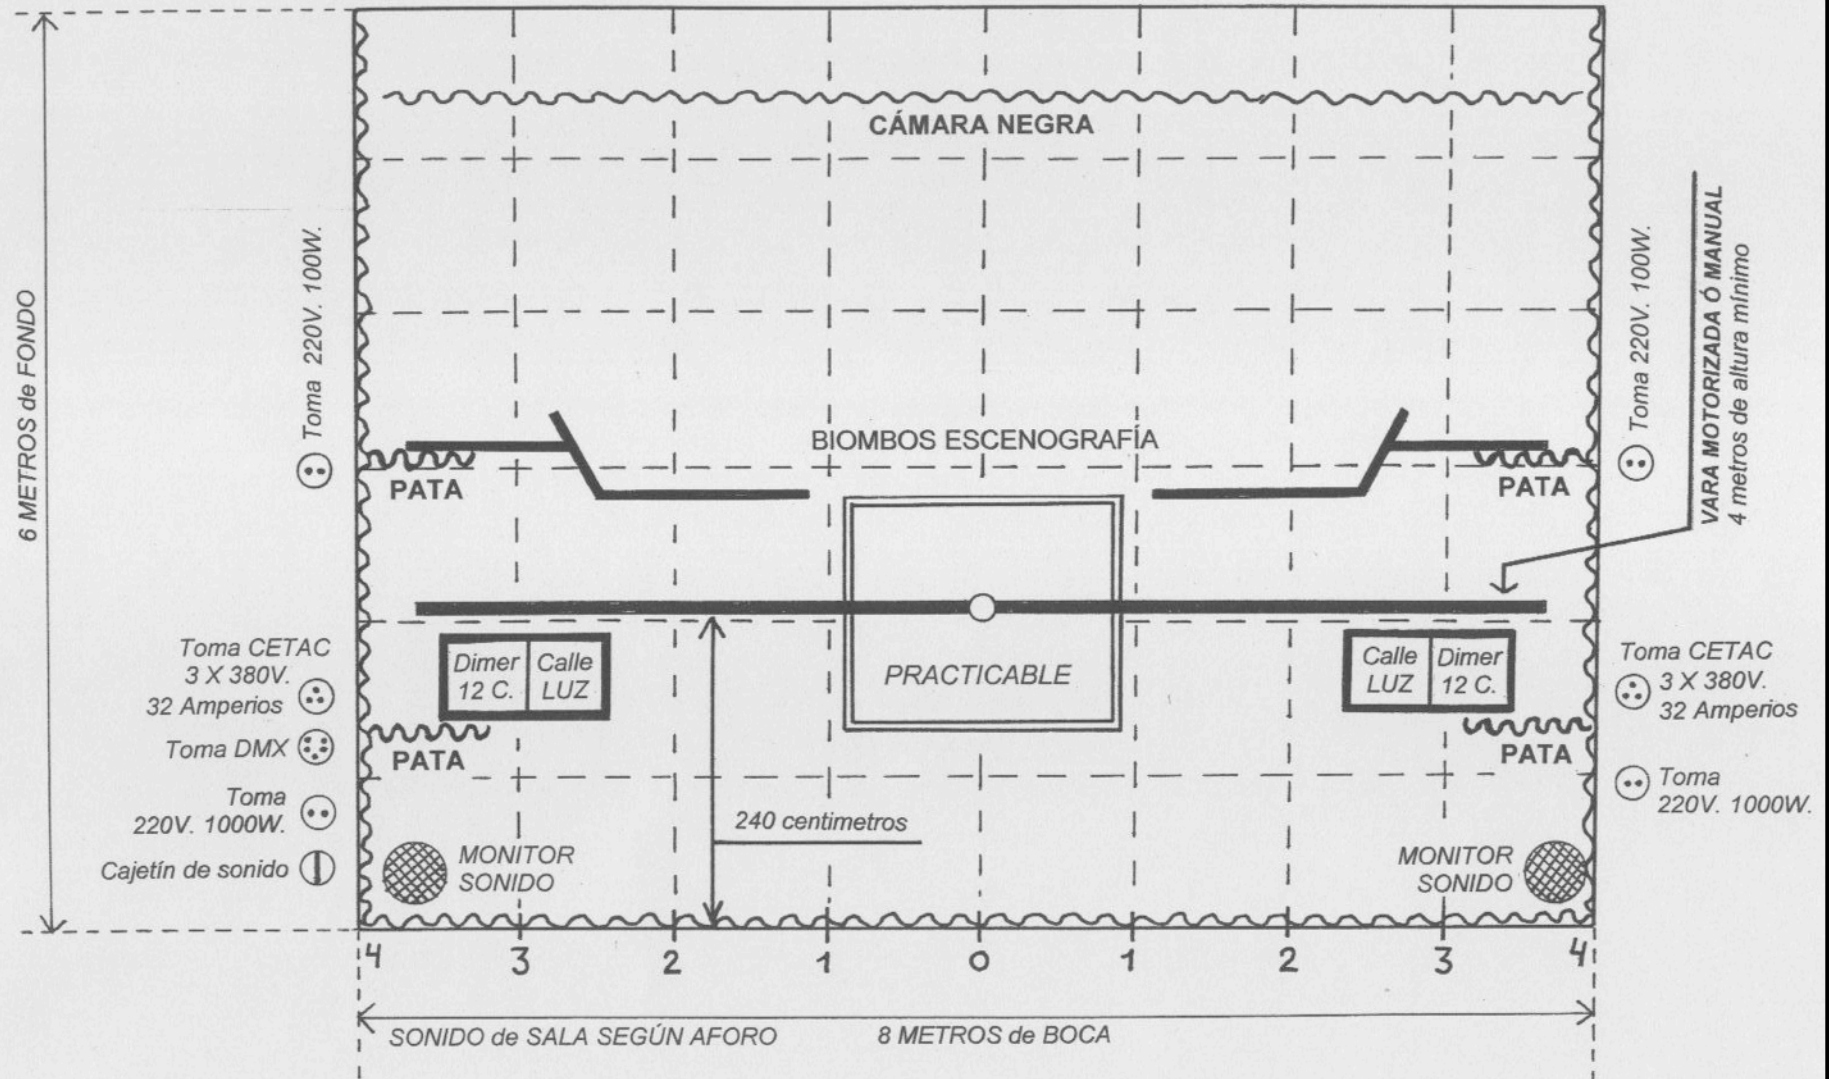 6 METROS de FONDO
CÁMARA NEGRA
Toma 220V. 100W.
Toma 220V. 100W.
VARA MOTORIZADA Ó MANUAL
4 metros de altura mínimo
BIOMBOS ESCENOGRAFÍA
PATA
PATA
Toma CETAC
3 X 380V.
32 Amperios
Toma DMX
Toma
220V. 1000W.
Cajetín de sonido
Dimer
12 C.
Calle
LUZ
PRACTICABLE
Calle
LUZ
Dimer
12 C.
Toma CETAC
3 X 380V.
32 Amperios
PATA
PATA
Toma
220V. 1000W.
240 centimetros
MONITOR
SONIDO
MONITOR
SONIDO
4 3 2 1 0 1 2 3 4
SONIDO de SALA SEGÚN AFORO
8 METROS de BOCA